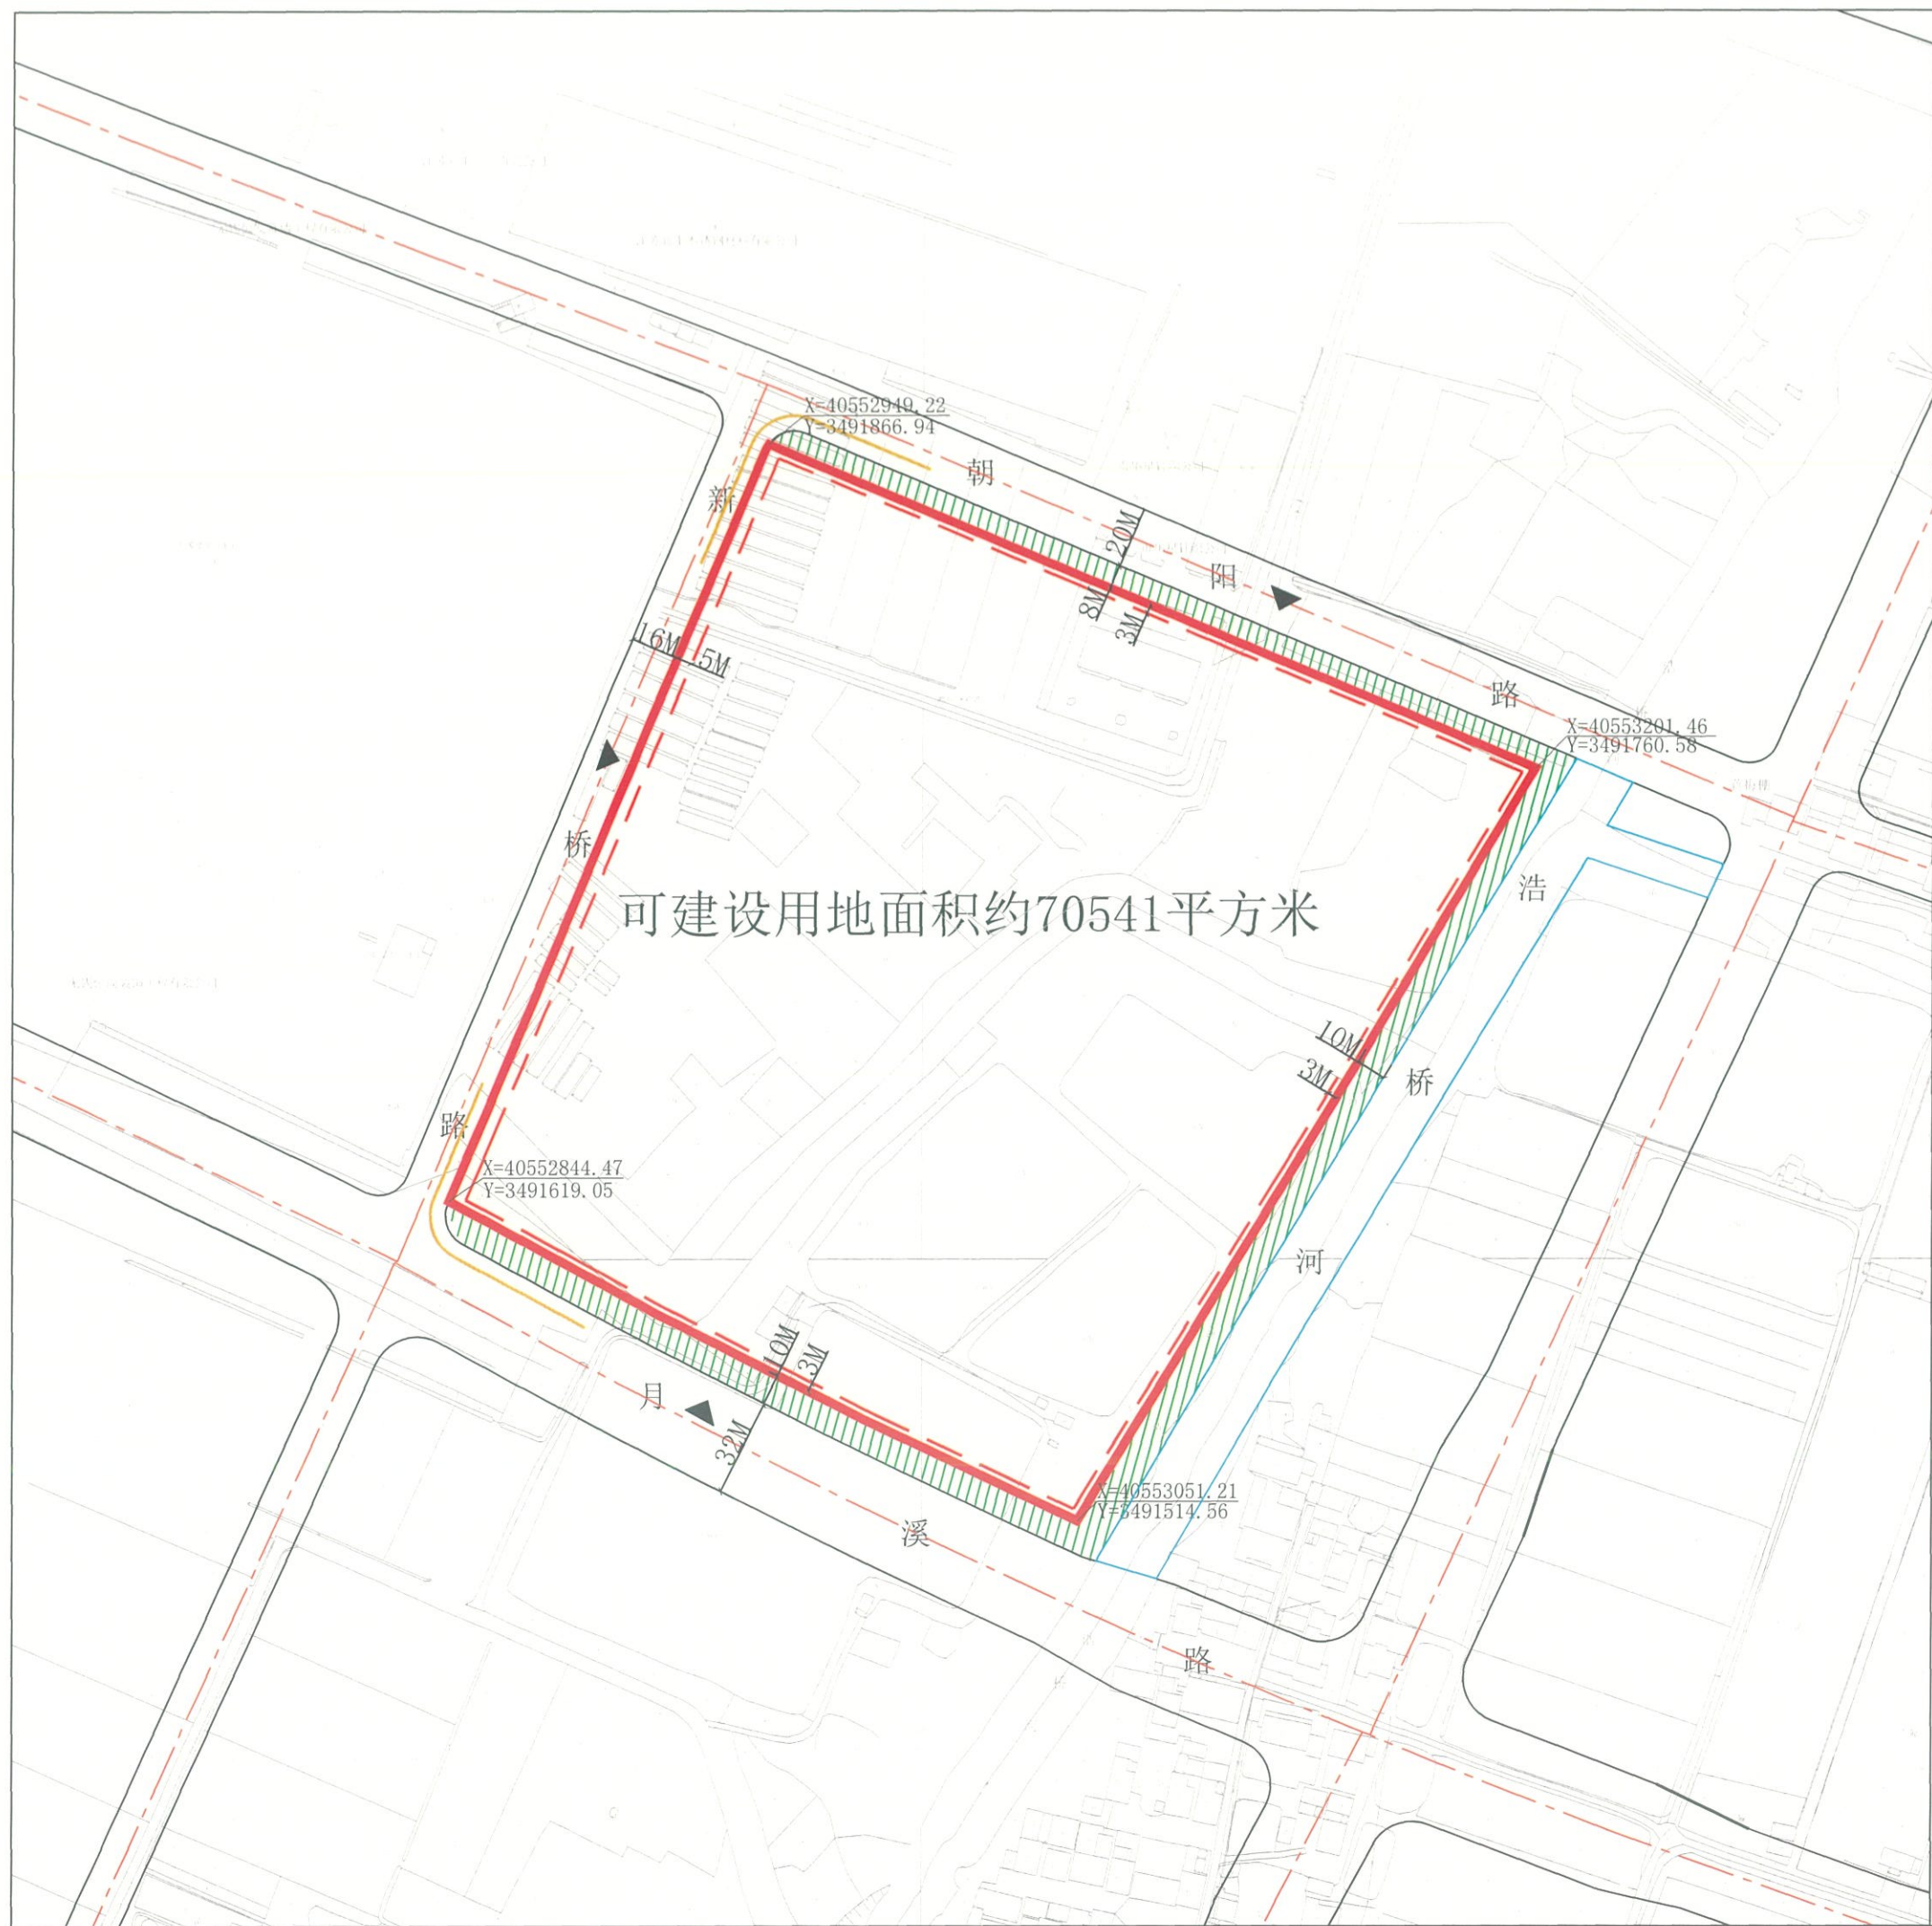 X=40552949.22
Y=3491866.94
朝
新
20M
阳
8M
3M
16M
5M
路
X=40553201.46
Y=3491760.58
桥
浩
可建设用地面积约70541平方米
10M
3M
桥
路
X=40552844.47
Y=3491619.05
河
10M
3M
月
32M
X=40553051.21
Y=3491514.56
溪
路